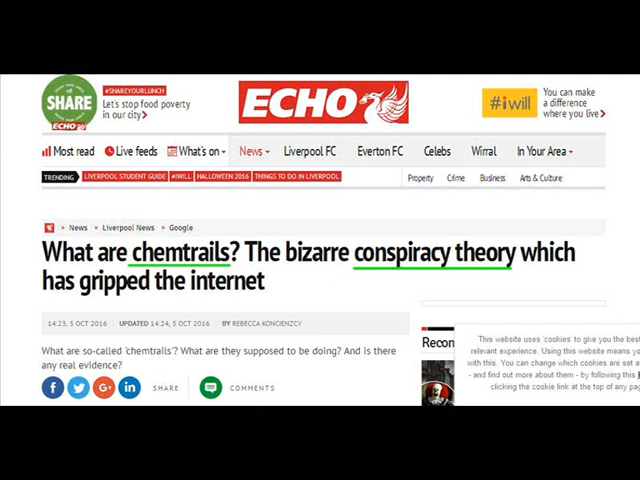 SHARE
ECHO
#SHAREYOURLUNCH
Let's stop food poverty
in our city
ECHO
#iwill
You can make
a difference
where you live
Most read Live feeds What's on News Liverpool FC Everton FC Celebs Wirral In Your Area
TRENDING LIVERPOOL STUDENT GUIDE #IWILL HALLOWEEN 2016 THINGS TO DO IN LIVERPOOL Property Crime Business Arts & Culture
News Liverpool News Google
What are chemtrails? The bizarre conspiracy theory which
has gripped the internet
14:23, 5 OCT 2016 UPDATED 14:24, 5 OCT 2016 BY REBECCA KONCIENZCY
What are so-called 'chemtrails'? What are they supposed to be doing? And is there
any real evidence?
SHARE COMMENTS
Recon
This website uses 'cookies' to give you the best
relevant experience. Using this website means yo
with this. You can change which cookies are set a
- and find out more about them - by following this
clicking the cookie link at the top of any pag